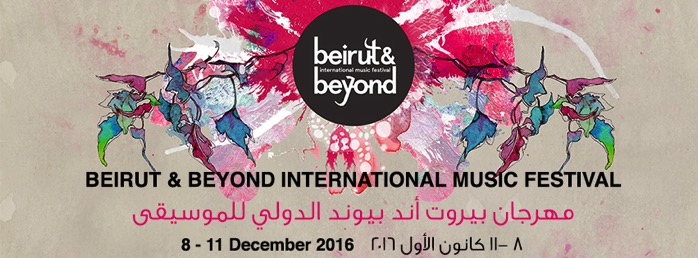 beirut &
international music festival
beyond
BEIRUT & BEYOND INTERNATIONAL MUSIC FESTIVAL
مهرجان بيروت أند بيوند الدولي للموسيقى
8 - 11 December 2016 ٨ -١١ كانون الأول ٢٠١٦